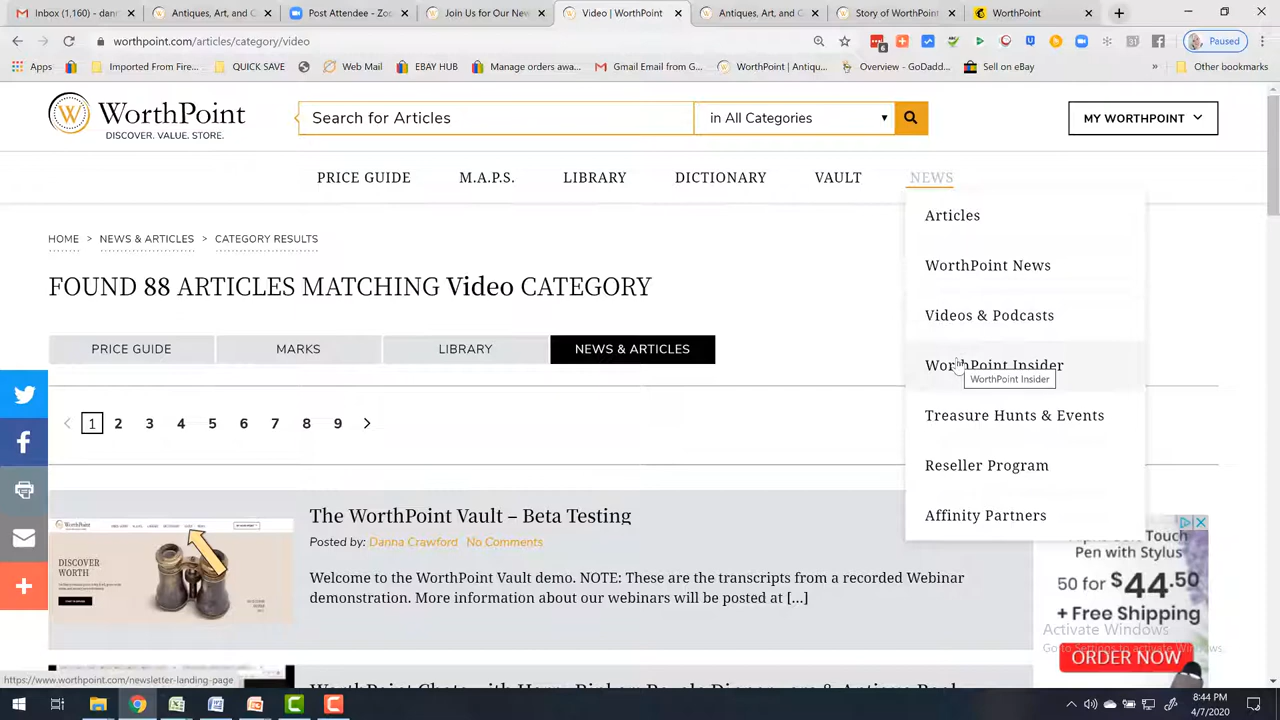 Story Attendee - Zoo
Join Us for Our New
Video | WorthPoint
Antiques, Art, and C
Story of WorthPoint
Antiques, Art, and C
worthpoint.com/articles/category/video
6
Paused
Apps
Imported From Fire...
QUICK SAVE
Web Mail
EBAY HUB
Manage orders awa...
Gmail Email from G...
WorthPoint | Antiqu...
Overview - GoDadd...
Sell on eBay
»
Other bookmarks
WorthPoint
DISCOVER. VALUE. STORE.
Search for Articles
in All Categories
MY WORTHPOINT
PRICE GUIDE
M.A.P.S.
LIBRARY
DICTIONARY
VAULT
NEWS
Articles
WorthPoint News
Videos & Podcasts
WorthPoint Insider
WorthPoint Insider
Treasure Hunts & Events
Reseller Program
Affinity Partners
HOME > NEWS & ARTICLES > CATEGORY RESULTS
FOUND 88 ARTICLES MATCHING Video CATEGORY
PRICE GUIDE
MARKS
LIBRARY
NEWS & ARTICLES
< 1 2 3 4 5 6 7 8 9 >
WorthPoint
DISCOVER
WORTH
The WorthPoint Vault – Beta Testing
Posted by: Danna Crawford No Comments
Welcome to the WorthPoint Vault demo. NOTE: These are the transcripts from a recorded Webinar
demonstration. More information about our webinars will be posted at [...]
Touch
Pen with Stylus
50 for $44.50
+ Free Shipping
ORDER NOW
Activate Windows
Go to Settings to activate Windows.
https://www.worthpoint.com/newsletter-landing-page
8:44 PM
4/7/2020